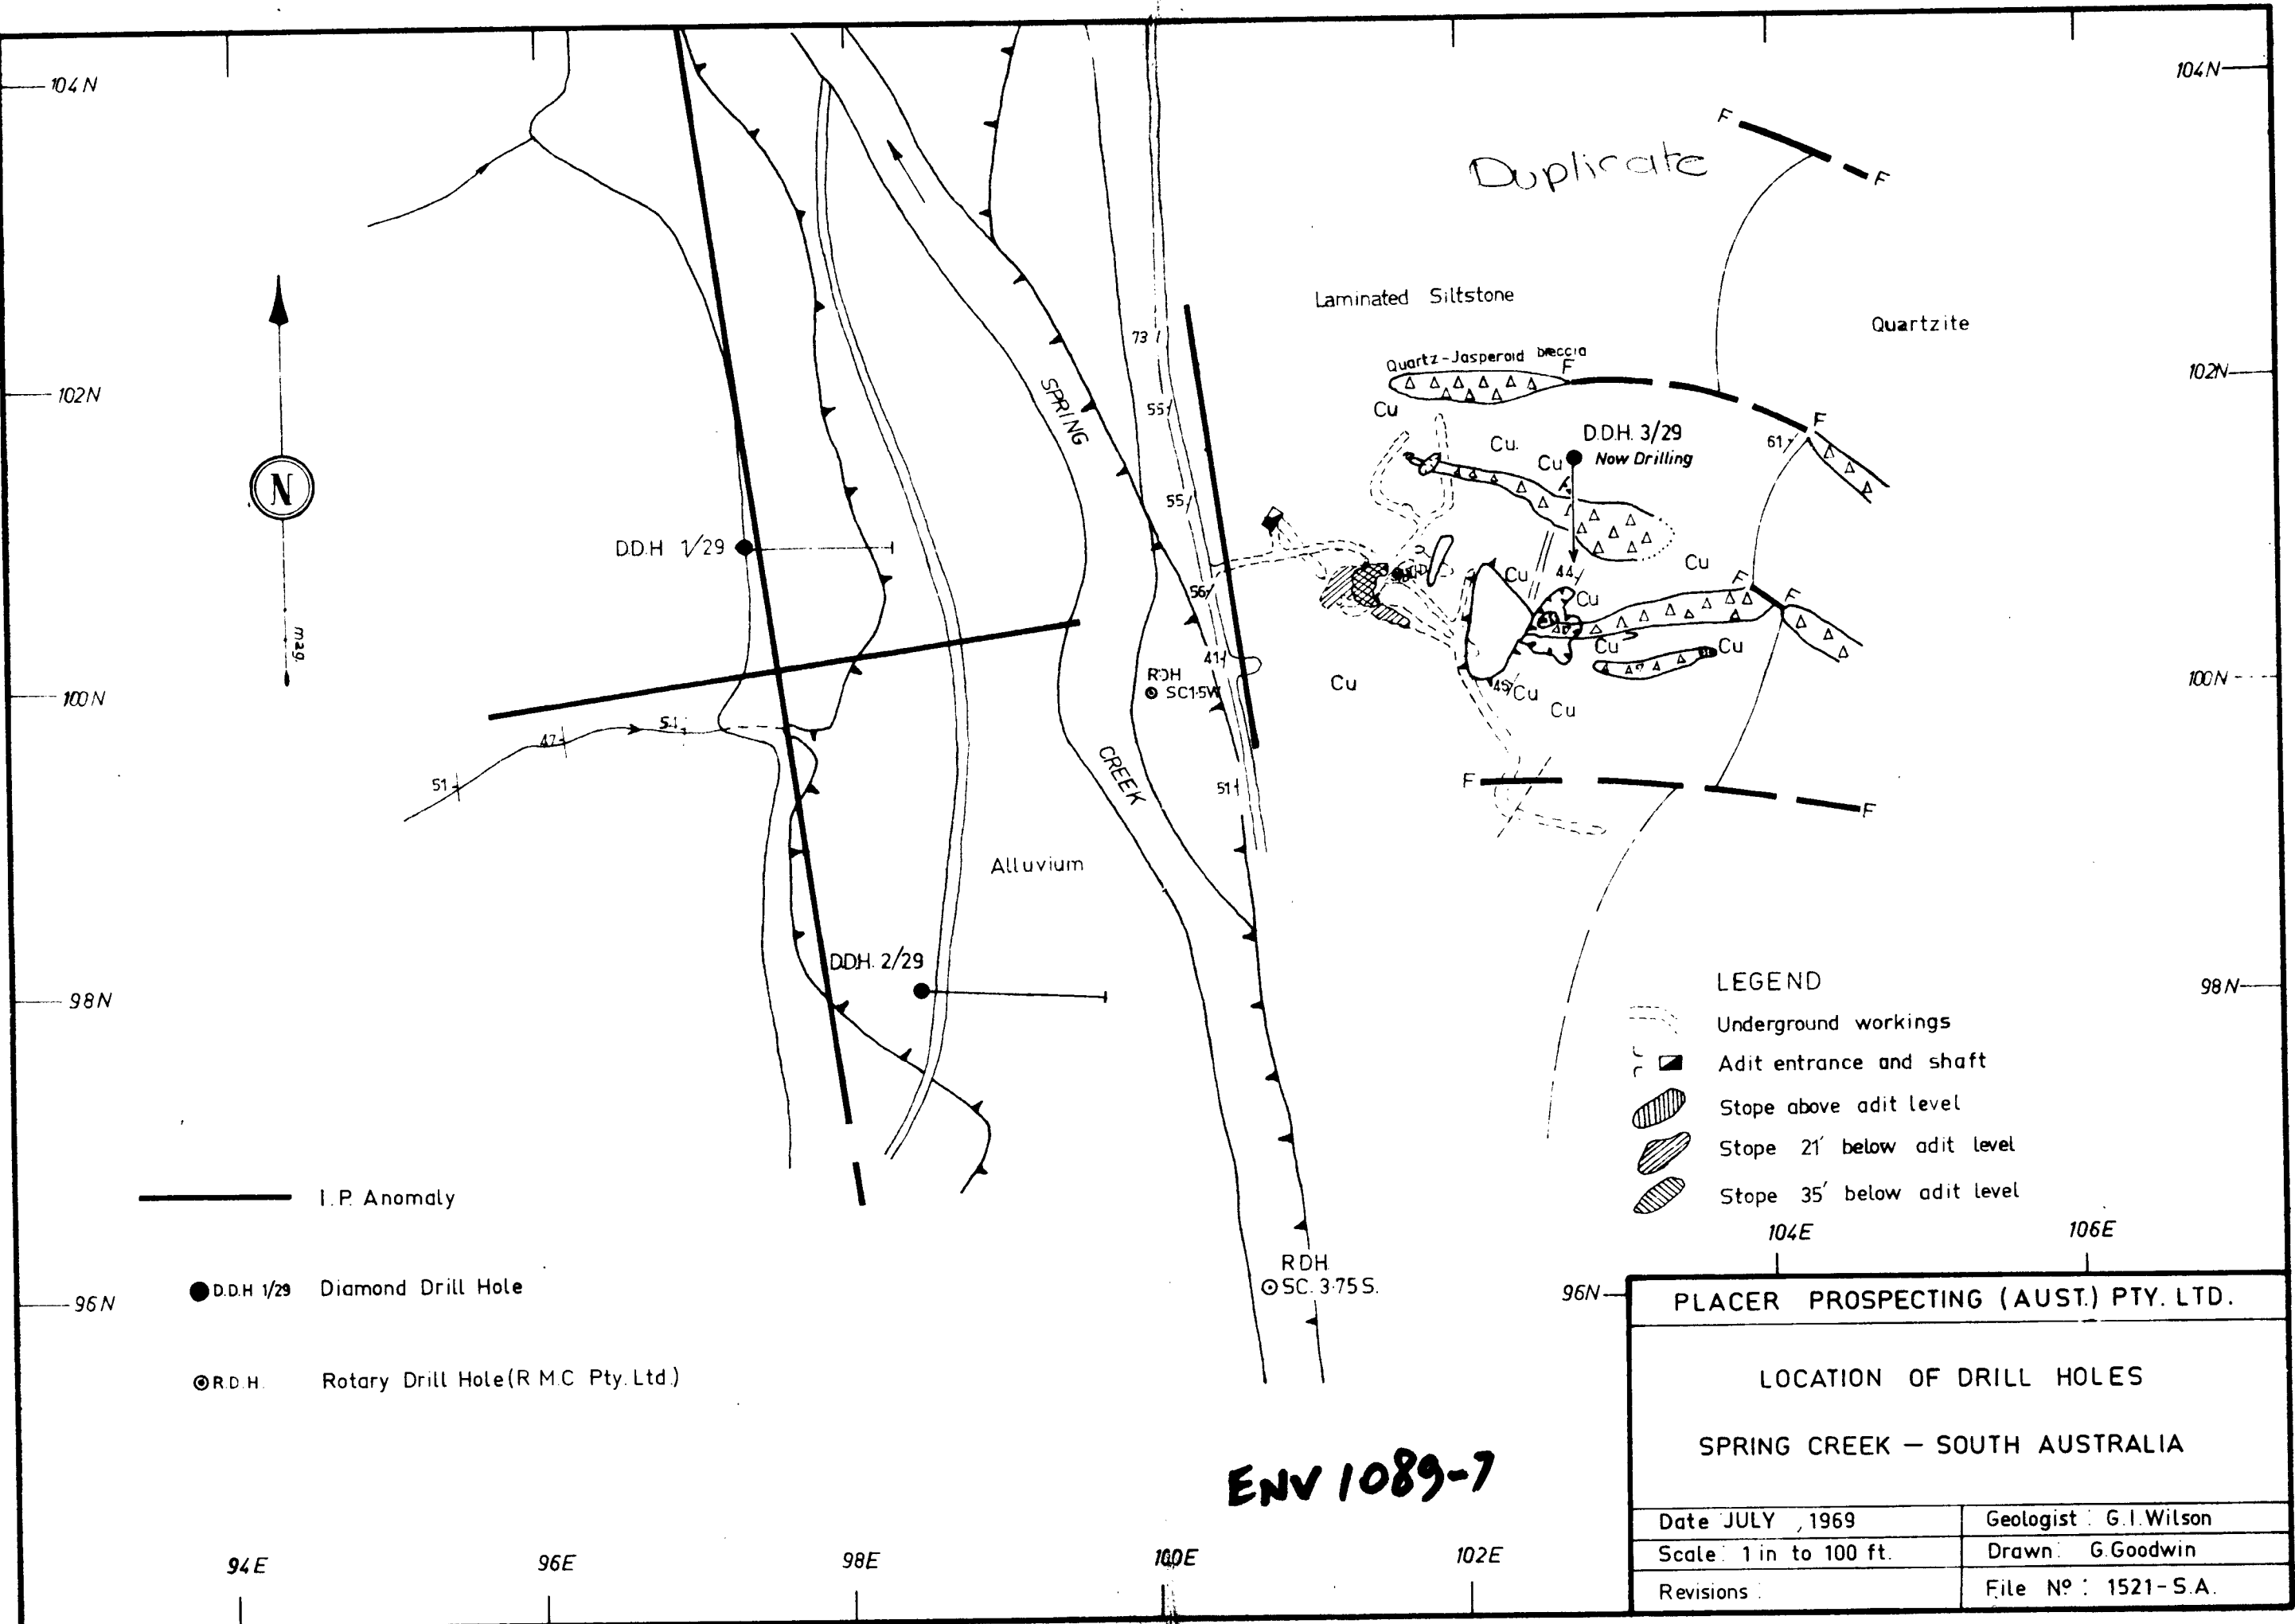 104N
104N
F
F
Duplicate
Laminated Siltstone
Quartzite
73
Quartz-Jasperoid breccia
F
102N
102N
SPRING
55
Cu
F
D.D.H. 3/29
61
Cu.
Now Drilling
Cu
N
55
D.D.H 1/29
Cu
Cu
44
F
56
Cu
F
mag.
Cu
Cu
41
R.D.H
SC1·5W
Cu
100N
100N
45
Cu
Cu
51
47
CREEK
51
51
F
F
Alluvium
D.D.H. 2/29
98N
98N
LEGEND
Underground workings
Adit entrance and shaft
Stope above adit level
Stope 21' below adit level
Stope 35' below adit level
I.P. Anomaly
104E
106E
R.D.H.
SC. 3·75 S.
D.D.H 1/29 Diamond Drill Hole
96N
96N
R.D.H. Rotary Drill Hole (R.M.C Pty. Ltd.)
PLACER PROSPECTING (AUST.) PTY. LTD.
LOCATION OF DRILL HOLES
SPRING CREEK — SOUTH AUSTRALIA
ENV 1089-7
Date JULY, 1969
Geologist : G.I.Wilson
Scale: 1 in to 100 ft.
Drawn: G.Goodwin
Revisions :
File Nº : 1521-S.A.
94E
96E
98E
100E
102E